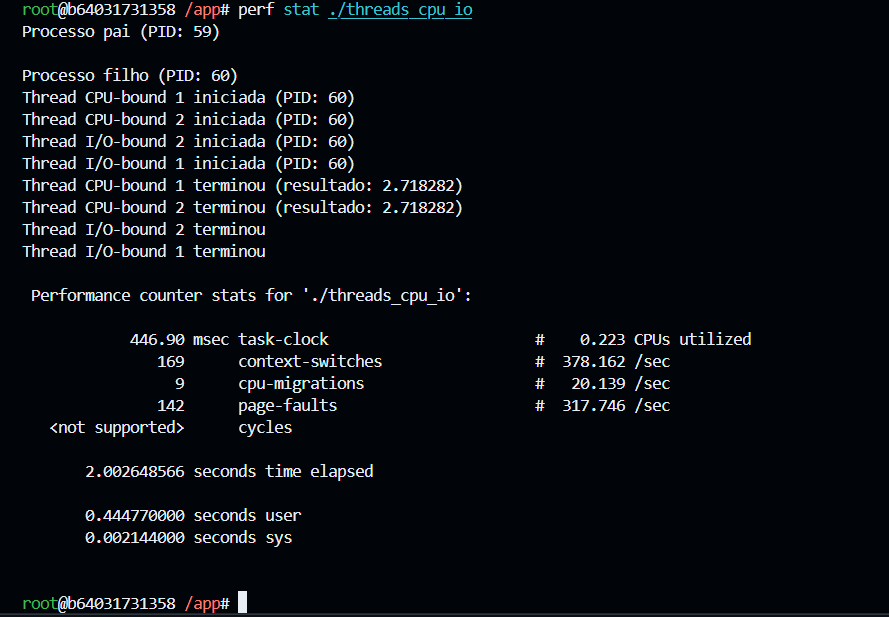 root@b64031731358 /app# perf stat ./threads_cpu_io
Processo pai (PID: 59)
Processo filho (PID: 60)
Thread CPU-bound 1 iniciada (PID: 60)
Thread CPU-bound 2 iniciada (PID: 60)
Thread I/O-bound 2 iniciada (PID: 60)
Thread I/O-bound 1 iniciada (PID: 60)
Thread CPU-bound 1 terminou (resultado: 2.718282)
Thread CPU-bound 2 terminou (resultado: 2.718282)
Thread I/O-bound 2 terminou
Thread I/O-bound 1 terminou
Performance counter stats for './threads_cpu_io':
446.90 msec task-clock # 0.223 CPUs utilized
169 context-switches # 378.162 /sec
9 cpu-migrations # 20.139 /sec
142 page-faults # 317.746 /sec
<not supported> cycles
2.002648566 seconds time elapsed
0.444770000 seconds user
0.002144000 seconds sys
root@b64031731358 /app#